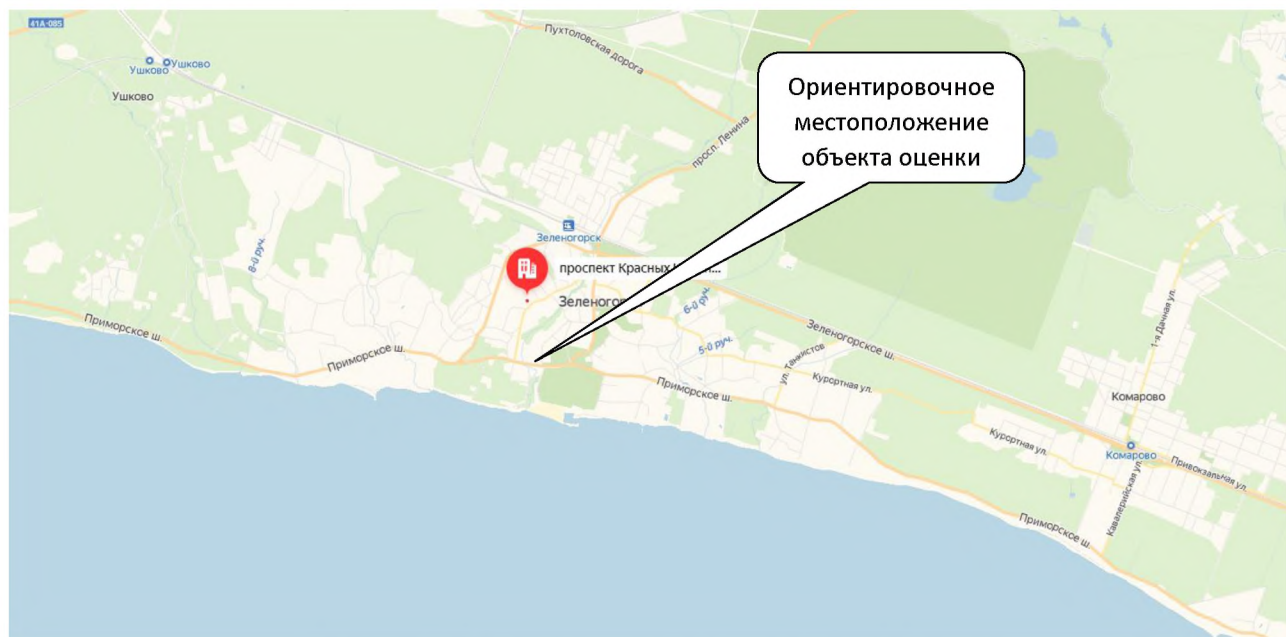 41А-085
Пухтоловская дорога
Ушково
Ушково
Ушково
Ориентировочное
местоположение
объекта оценки
просп. Ленина
8-й руч.
Зеленогорск
проспект Красных
6-й руч.
1-я Дачная ул.
Приморское ш.
Приморское ш.
Зеленогорское ш.
5-й руч.
ул. Танкистов
Курортная ул.
Приморское ш.
Комарово
Курортная ул.
Комарово
Привокзальная ул.
Кавалерийская ул.
Приморское ш.